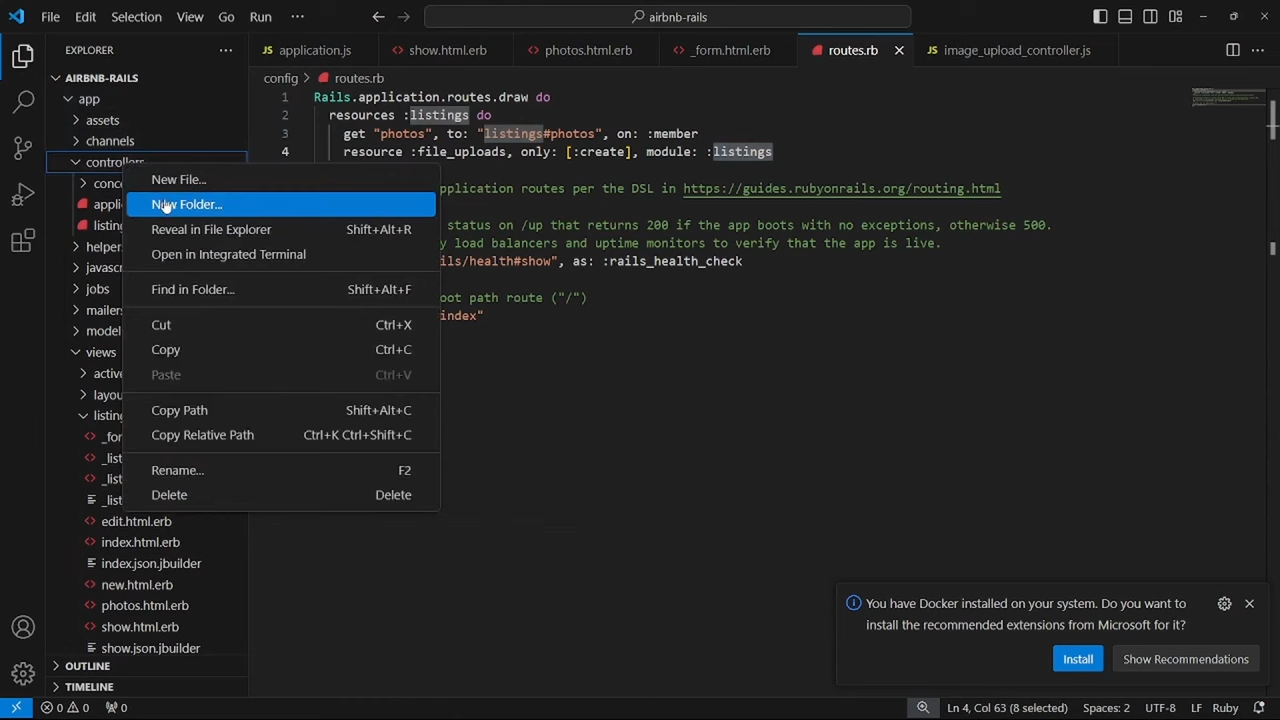 File Edit Selection View Go Run ··· airbnb-rails
EXPLORER
application.js show.html.erb photos.html.erb _form.html.erb routes.rb image_upload_controller.js
AIRBNB-RAILS
app
assets
channels
controllers
conc
appli
listing
helpers
javascr
jobs
mailers
model
views
active
layou
listing
_for
_list
_list
_list
edit.html.erb
index.html.erb
index.json.jbuilder
new.html.erb
photos.html.erb
show.html.erb
show.json.jbuilder
OUTLINE
TIMELINE
New File...
New Folder...
Reveal in File Explorer Shift+Alt+R
Open in Integrated Terminal
Find in Folder... Shift+Alt+F
Cut Ctrl+X
Copy Ctrl+C
Paste Ctrl+V
Copy Path Shift+Alt+C
Copy Relative Path Ctrl+K Ctrl+Shift+C
Rename... F2
Delete Delete
config > routes.rb
1 Rails.application.routes.draw do
2 resources :listings do
3 get "photos", to: "listings#photos", on: :member
4 resource :file_uploads, only: [:create], module: :listings
pplication routes per the DSL in https://guides.rubyonrails.org/routing.html
status on /up that returns 200 if the app boots with no exceptions, otherwise 500.
y load balancers and uptime monitors to verify that the app is live.
ils/health#show", as: :rails_health_check
oot path route ("/")
index"
You have Docker installed on your system. Do you want to
install the recommended extensions from Microsoft for it?
Install Show Recommendations
0 0 0 Ln 4, Col 63 (8 selected) Spaces: 2 UTF-8 LF Ruby